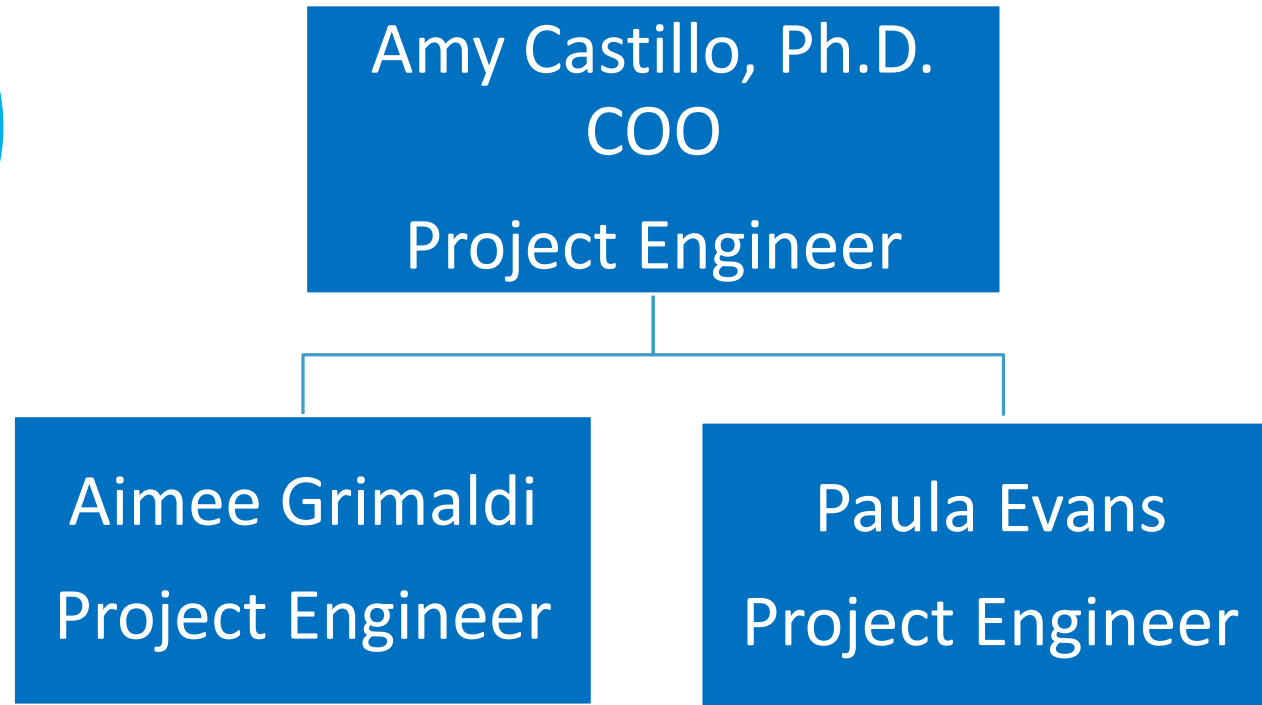 Amy Castillo, Ph.D.
COO
Project Engineer
Aimee Grimaldi
Project Engineer
Paula Evans
Project Engineer